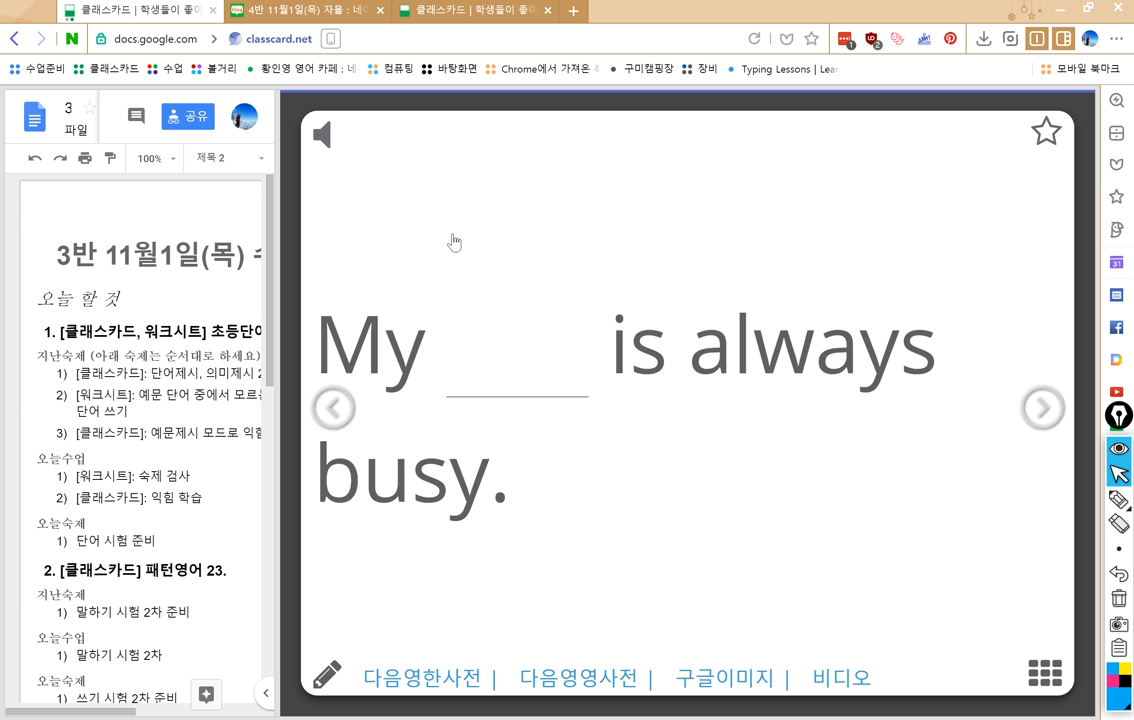 클래스카드 | 학생들이 좋
4반 11월1일(목) 자율 : 네
클래스카드 | 학생들이 좋
docs.google.com
classcard.net
수업준비
클래스카드
수업
볼거리
황인영 영어 카페 : 네
컴퓨팅
바탕화면
Chrome에서 가져온
구미캠핑장
장비
Typing Lessons | Lear
모바일 북마크
3
파일
공유
100%
제목 2
3반 11월1일(목)
오늘 할 것
1. [클래스카드, 워크시트] 초등단어
지난숙제 (아래 숙제는 순서대로 하세요)
1) [클래스카드]: 단어제시, 의미제시 2
2) [워크시트]: 예문 단어 중에서 모르는
단어 쓰기
3) [클래스카드]: 예문제시 모드로 익힘
오늘수업
1) [워크시트]: 숙제 검사
2) [클래스카드]: 익힘 학습
오늘숙제
1) 단어 시험 준비
2. [클래스카드] 패턴영어 23.
지난숙제
1) 말하기 시험 2차 준비
오늘수업
1) 말하기 시험 2차
오늘숙제
1) 쓰기 시험 2차 준비
My ______ is always
busy.
다음영한사전 | 다음영영사전 | 구글이미지 | 비디오